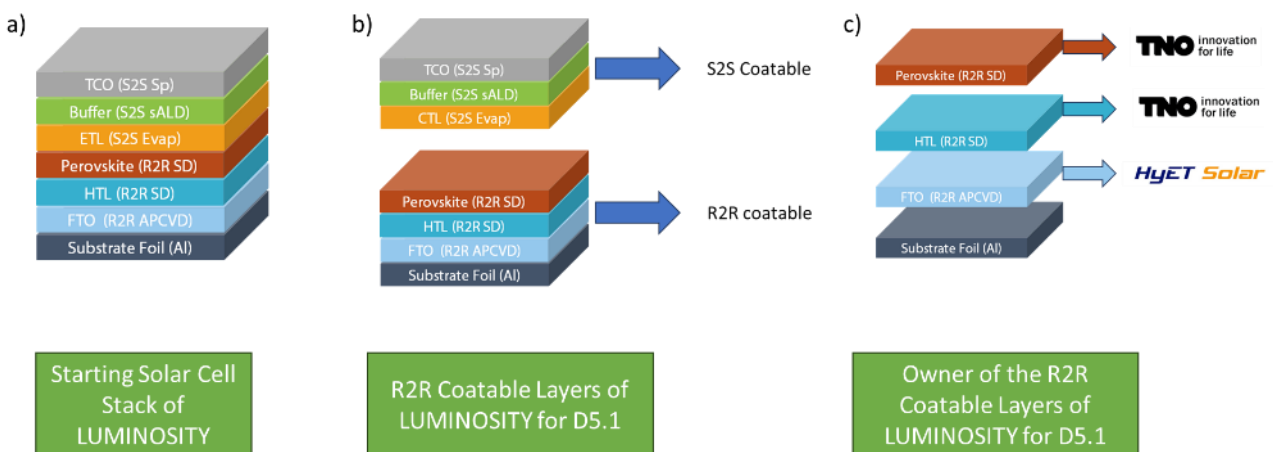 a)
TCO (S2S Sp)
Buffer (S2S sALD)
ETL (S2S Evap)
Perovskite (R2R SD)
HTL (R2R SD)
FTO (R2R APCVD)
Substrate Foil (Al)
Starting Solar Cell
Stack of
LUMINOSITY
b)
TCO (S2S Sp)
Buffer (S2S sALD)
CTL (S2S Evap)
S2S Coatable
Perovskite (R2R SD)
HTL (R2R SD)
FTO (R2R APCVD)
Substrate Foil (Al)
R2R coatable
R2R Coatable Layers of
LUMINOSITY for D5.1
c)
Perovskite (R2R SD)
TNO innovation
for life
HTL (R2R SD)
TNO innovation
for life
FTO (R2R APCVD)
HyET Solar
Substrate Foil (Al)
Owner of the R2R
Coatable Layers of
LUMINOSITY for D5.1